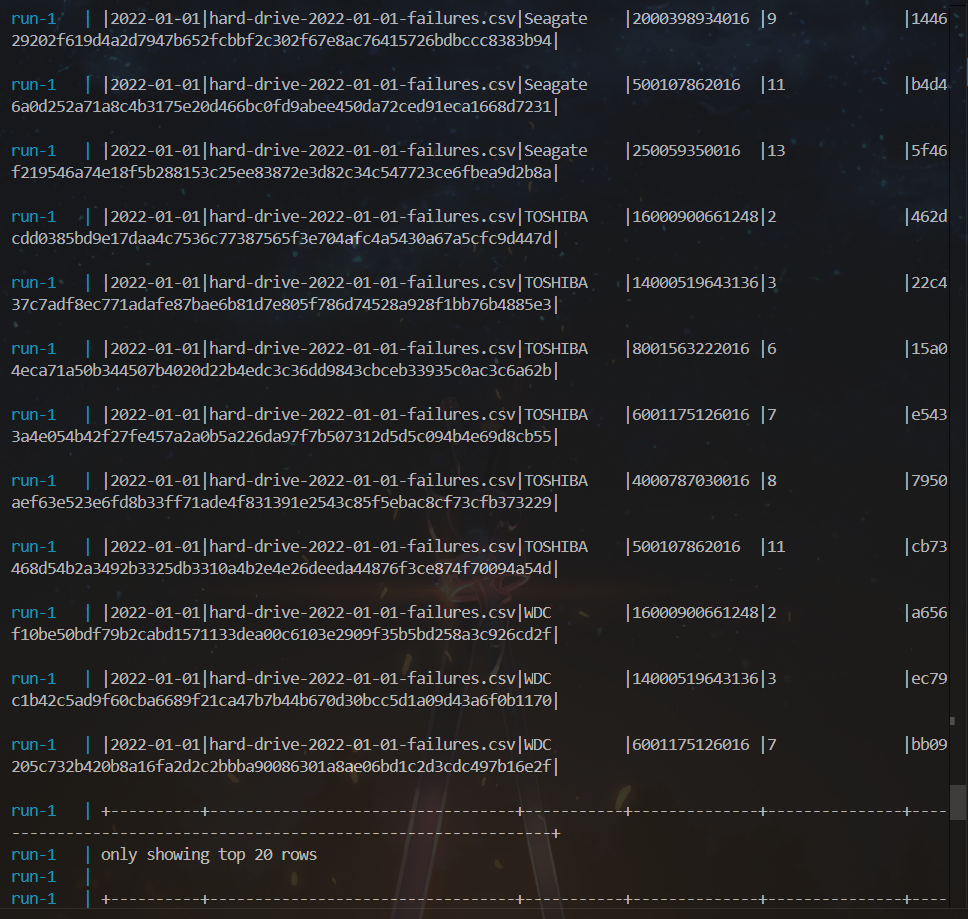 run-1   | |2022-01-01|hard-drive-2022-01-01-failures.csv|Seagate    |2000398934016 |9              |1446
29202f619d4a2d7947b652fcbbf2c302f67e8ac76415726bdbccc8383b94|
run-1   | |2022-01-01|hard-drive-2022-01-01-failures.csv|Seagate    |500107862016  |11             |b4d4
6a0d252a71a8c4b3175e20d466bc0fd9abee450da72ced91eca1668d7231|
run-1   | |2022-01-01|hard-drive-2022-01-01-failures.csv|Seagate    |250059350016  |13             |5f46
f219546a74e18f5b288153c25ee83872e3d82c34c547723ce6fbea9d2b8a|
run-1   | |2022-01-01|hard-drive-2022-01-01-failures.csv|TOSHIBA    |16000900661248|2              |462d
cdd0385bd9e17daa4c7536c77387565f3e704afc4a5430a67a5cfc9d447d|
run-1   | |2022-01-01|hard-drive-2022-01-01-failures.csv|TOSHIBA    |14000519643136|3              |22c4
37c7adf8ec771adafe87bae6b81d7e805f786d74528a928f1bb76b4885e3|
run-1   | |2022-01-01|hard-drive-2022-01-01-failures.csv|TOSHIBA    |8001563222016 |6              |15a0
4eca71a50b344507b4020d22b4edc3c36dd9843cbceb33935c0ac3c6a62b|
run-1   | |2022-01-01|hard-drive-2022-01-01-failures.csv|TOSHIBA    |6001175126016 |7              |e543
3a4e054b42f27fe457a2a0b5a226da97f7b507312d5d5c094b4e69d8cb55|
run-1   | |2022-01-01|hard-drive-2022-01-01-failures.csv|TOSHIBA    |4000787030016 |8              |7950
aef63e523e6fd8b33ff71ade4f831391e2543c85f5ebac8cf73cfb373229|
run-1   | |2022-01-01|hard-drive-2022-01-01-failures.csv|TOSHIBA    |500107862016  |11             |cb73
468d54b2a3492b3325db3310a4b2e4e26deeda44876f3ce874f70094a54d|
run-1   | |2022-01-01|hard-drive-2022-01-01-failures.csv|WDC        |16000900661248|2              |a656
f10be50bdf79b2cabd1571133dea00c6103e2909f35b5bd258a3c926cd2f|
run-1   | |2022-01-01|hard-drive-2022-01-01-failures.csv|WDC        |14000519643136|3              |ec79
c1b42c5ad9f60cba6689f21ca47b7b44b670d30bcc5d1a09d43a6f0b1170|
run-1   | |2022-01-01|hard-drive-2022-01-01-failures.csv|WDC        |6001175126016 |7              |bb09
205c732b420b8a16fa2d2c2bbba90086301a8ae06bd1c2d3cdc497b16e2f|
run-1   | +----------+----------------------------------+-----------+--------------+---------------+----
------------------------------------------------------------+
run-1   | only showing top 20 rows
run-1   |
run-1   | +----------+----------------------------------+-----------+--------------+---------------+----